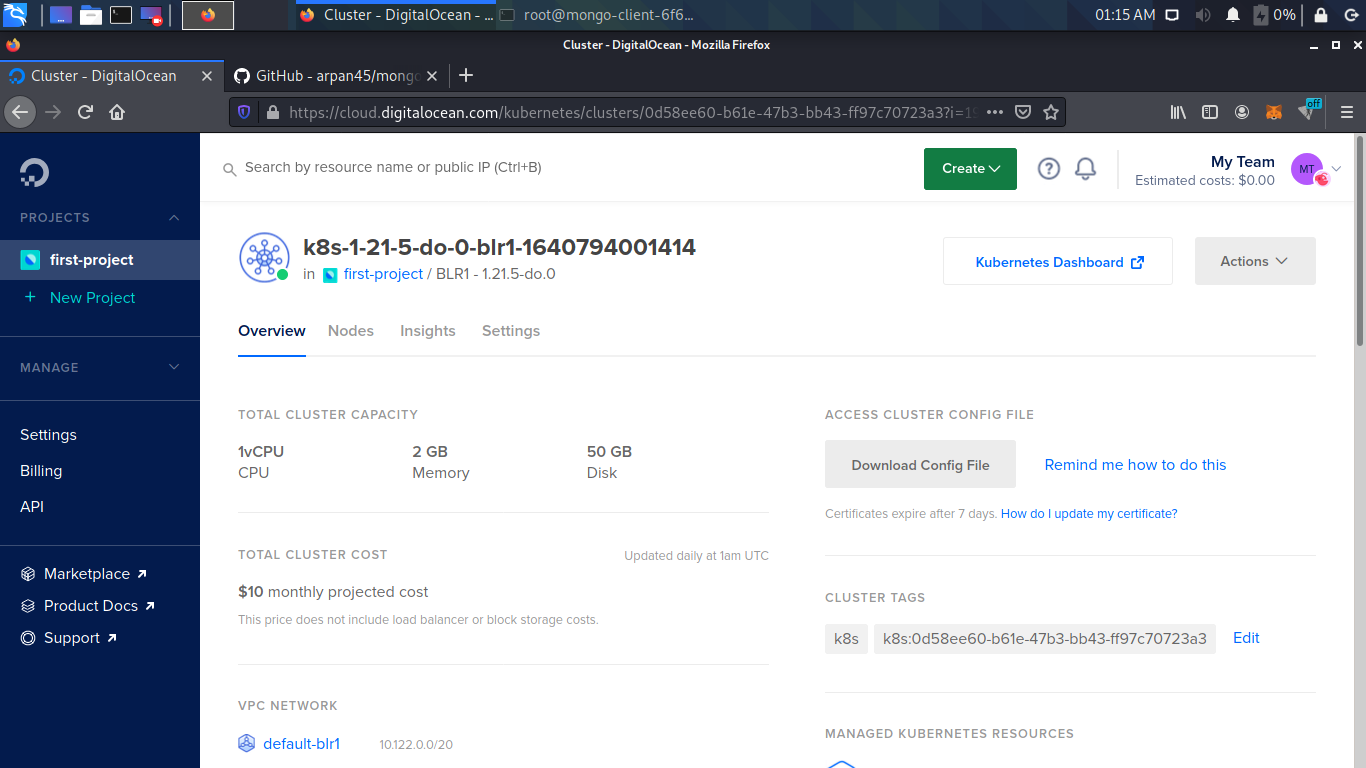 Cluster - DigitalOcean - ...
root@mongo-client-6f6...
01:15 AM
0%
Cluster - DigitalOcean - Mozilla Firefox
Cluster - DigitalOcean
GitHub - arpan45/mongo
https://cloud.digitalocean.com/kubernetes/clusters/0d58ee60-b61e-47b3-bb43-ff97c70723a3?i=19
off
Search by resource name or public IP (Ctrl+B)
Create
My Team
Estimated costs: $0.00
MT
PROJECTS
first-project
+ New Project
MANAGE
Settings
Billing
API
Marketplace
Product Docs
Support
k8s-1-21-5-do-0-blr1-1640794001414
in first-project / BLR1 - 1.21.5-do.0
Kubernetes Dashboard
Actions
Overview
Nodes
Insights
Settings
TOTAL CLUSTER CAPACITY
1vCPU
CPU
2 GB
Memory
50 GB
Disk
TOTAL CLUSTER COST
Updated daily at 1am UTC
$10 monthly projected cost
This price does not include load balancer or block storage costs.
VPC NETWORK
default-blr1
10.122.0.0/20
ACCESS CLUSTER CONFIG FILE
Download Config File
Remind me how to do this
Certificates expire after 7 days. How do I update my certificate?
CLUSTER TAGS
k8s
k8s:0d58ee60-b61e-47b3-bb43-ff97c70723a3
Edit
MANAGED KUBERNETES RESOURCES